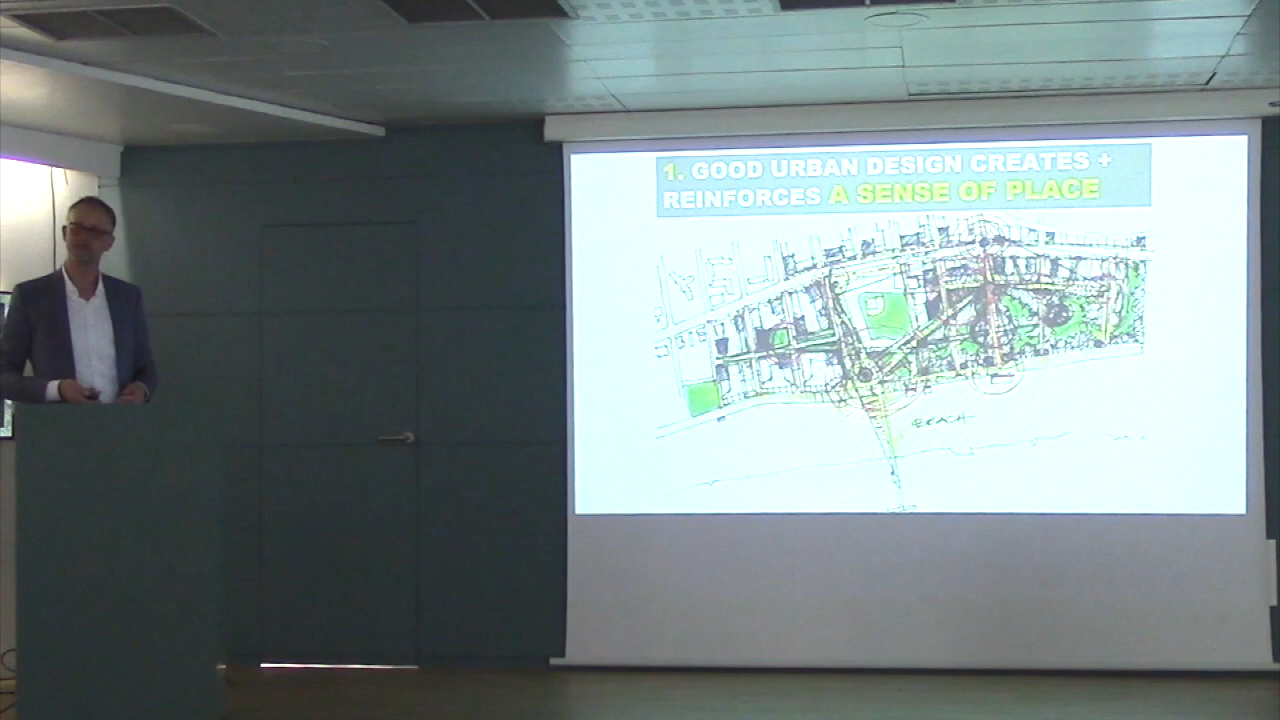 1. GOOD URBAN DESIGN CREATES +
REINFORCES A SENSE OF PLACE
BEACH